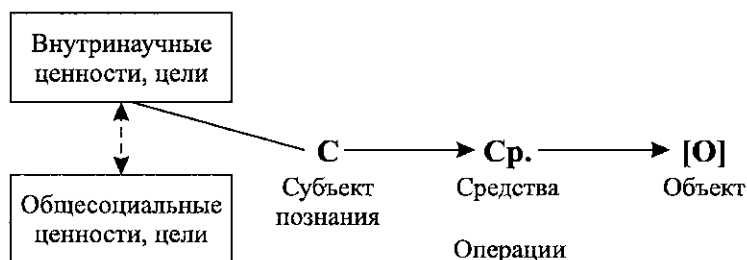 Внутринаучные
ценности, цели
Общесоциальные
ценности, цели
С
Субъект
познания
Ср.
Средства
Операции
[О]
Объект